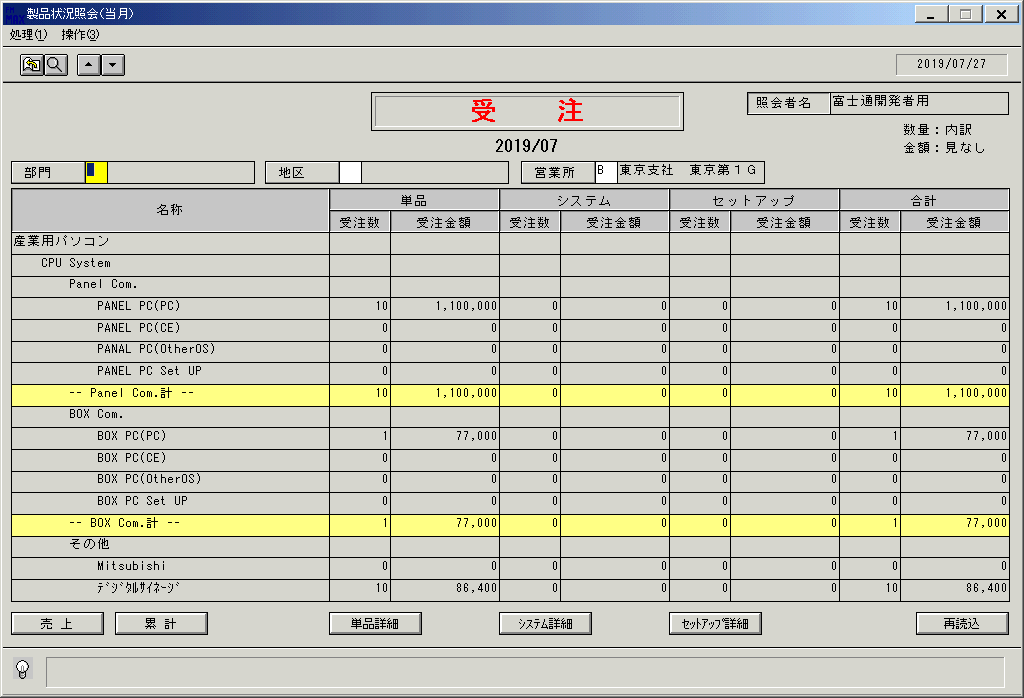 製品状況照会(当月)
処理(1) 操作(3)
2019/07/27
受 注
照会者名 富士通開発者用
2019/07
数量：内訳
金額：見なし
部門 地区 営業所 B 東京支社 東京第１Ｇ
名称 単品 システム セットアップ 合計
受注数 受注金額 受注数 受注金額 受注数 受注金額 受注数 受注金額
産業用パソコン
CPU System
Panel Com.
PANEL PC(PC) 10 1,100,000 0 0 0 0 10 1,100,000
PANEL PC(CE) 0 0 0 0 0 0 0 0
PANAL PC(OtherOS) 0 0 0 0 0 0 0 0
PANEL PC Set UP 0 0 0 0 0 0 0 0
-- Panel Com.計 -- 10 1,100,000 0 0 0 0 10 1,100,000
BOX Com.
BOX PC(PC) 1 77,000 0 0 0 0 1 77,000
BOX PC(CE) 0 0 0 0 0 0 0 0
BOX PC(OtherOS) 0 0 0 0 0 0 0 0
BOX PC Set UP 0 0 0 0 0 0 0 0
-- BOX Com.計 -- 1 77,000 0 0 0 0 1 77,000
その他
Mitsubishi 0 0 0 0 0 0 0 0
ﾃﾞｼﾞﾀﾙｻｲﾈｰｼﾞ 10 86,400 0 0 0 0 10 86,400
売 上 累 計 単品詳細 ｼｽﾃﾑ詳細 ｾｯﾄｱｯﾌﾟ詳細 再読込